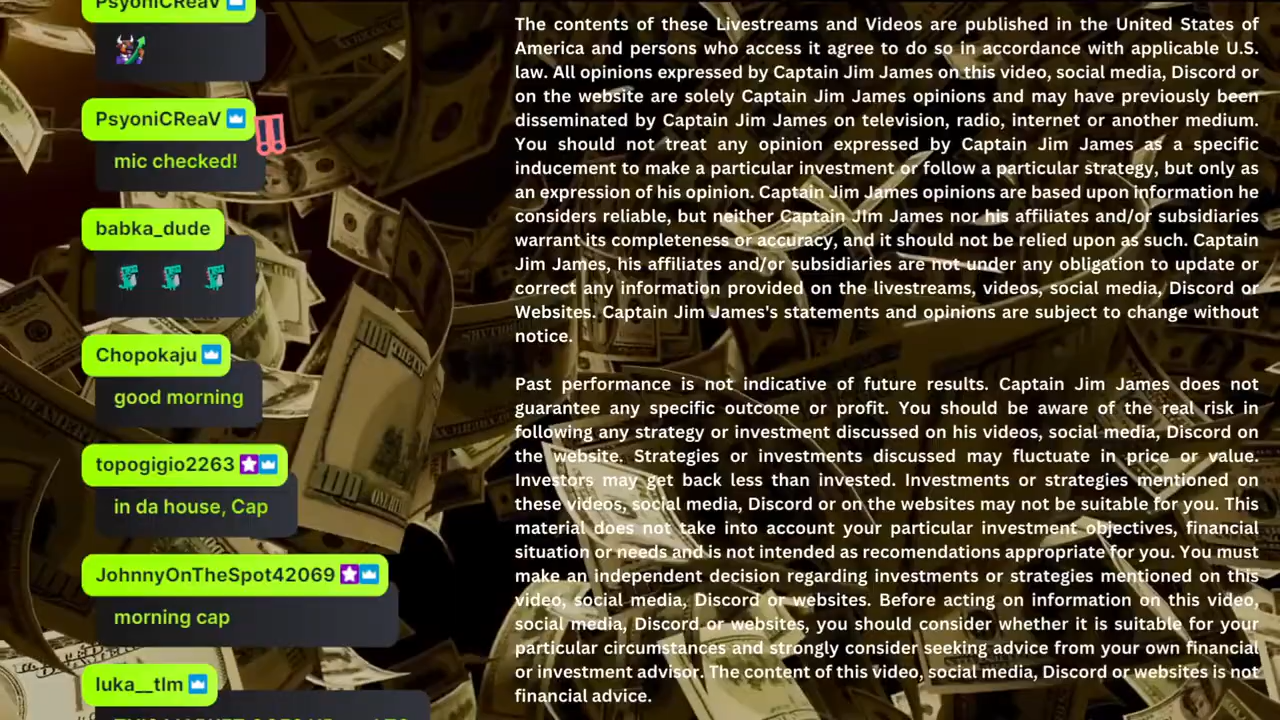 PsyoniCReaV
PsyoniCReaV
mic checked!
babka_dude
Chopokaju
good morning
topogigio2263
in da house, Cap
JohnnyOnTheSpot42069
morning cap
luka__tlm
The contents of these Livestreams and Videos are published in the United States of
America and persons who access it agree to do so in accordance with applicable U.S.
law. All opinions expressed by Captain Jim James on this video, social media, Discord or
on the website are solely Captain Jim James opinions and may have previously been
disseminated by Captain Jim James on television, radio, internet or another medium.
You should not treat any opinion expressed by Captain Jim James as a specific
inducement to make a particular investment or follow a particular strategy, but only as
an expression of his opinion. Captain Jim James opinions are based upon information he
considers reliable, but neither Captain JIm James nor his affiliates and/or subsidiaries
warrant its completeness or accuracy, and it should not be relied upon as such. Captain
Jim James, his affiliates and/or subsidiaries are not under any obligation to update or
correct any information provided on the livestreams, videos, social media, Discord or
Websites. Captain Jim James's statements and opinions are subject to change without
notice.
Past performance is not indicative of future results. Captain Jim James does not
guarantee any specific outcome or profit. You should be aware of the real risk in
following any strategy or investment discussed on his videos, social media, Discord on
the website. Strategies or investments discussed may fluctuate in price or value.
Investors may get back less than invested. Investments or strategies mentioned on
these videos, social media, Discord or on the websites may not be suitable for you. This
material does not take into account your particular investment objectives, financial
situation or needs and is not intended as recomendations appropriate for you. You must
make an independent decision regarding investments or strategies mentioned on this
video, social media, Discord or websites. Before acting on information on this video,
social media, Discord or websites, you should consider whether it is suitable for your
particular circumstances and strongly consider seeking advice from your own financial
or investment advisor. The content of this video, social media, Discord or websites is not
financial advice.